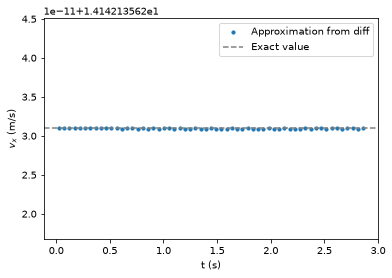 1e−11+1.414213562e1
4.5
4.0
3.5
3.0
2.5
2.0
vₓ (m/s)
Approximation from diff
Exact value
0.0 0.5 1.0 1.5 2.0 2.5 3.0
t (s)